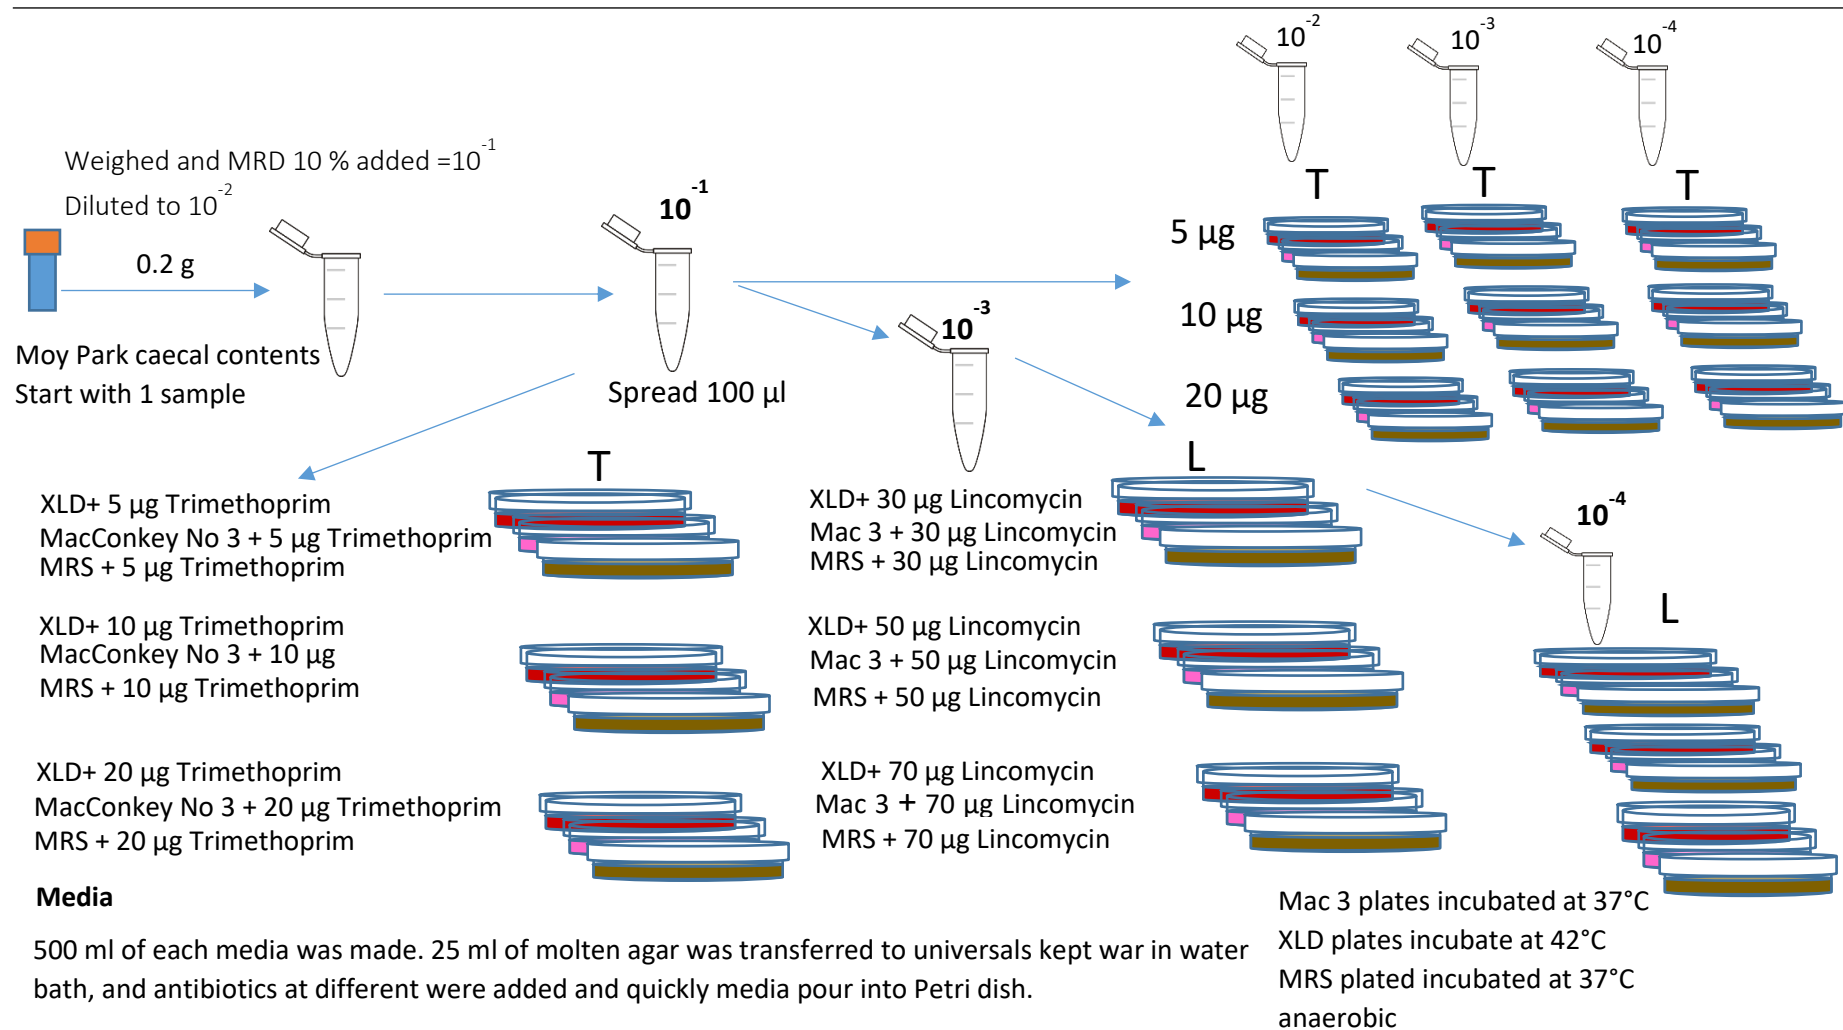 Weighed and MRD 10 % added =10⁻¹
Diluted to 10⁻²
0.2 g
Moy Park caecal contents
Start with 1 sample
10⁻¹
Spread 100 µl
10⁻²
10⁻³
10⁻⁴
T
T
T
5 µg
10 µg
20 µg
10⁻³
T
XLD+ 5 µg Trimethoprim
MacConkey No 3 + 5 µg Trimethoprim
MRS + 5 µg Trimethoprim
XLD+ 10 µg Trimethoprim
MacConkey No 3 + 10 µg
MRS + 10 µg Trimethoprim
XLD+ 20 µg Trimethoprim
MacConkey No 3 + 20 µg Trimethoprim
MRS + 20 µg Trimethoprim
L
XLD+ 30 µg Lincomycin
Mac 3 + 30 µg Lincomycin
MRS + 30 µg Lincomycin
XLD+ 50 µg Lincomycin
Mac 3 + 50 µg Lincomycin
MRS + 50 µg Lincomycin
XLD+ 70 µg Lincomycin
Mac 3 + 70 µg Lincomycin
MRS + 70 µg Lincomycin
10⁻⁴
L
Media
500 ml of each media was made. 25 ml of molten agar was transferred to universals kept war in water
bath, and antibiotics at different were added and quickly media pour into Petri dish.
Mac 3 plates incubated at 37°C
XLD plates incubate at 42°C
MRS plated incubated at 37°C
anaerobic